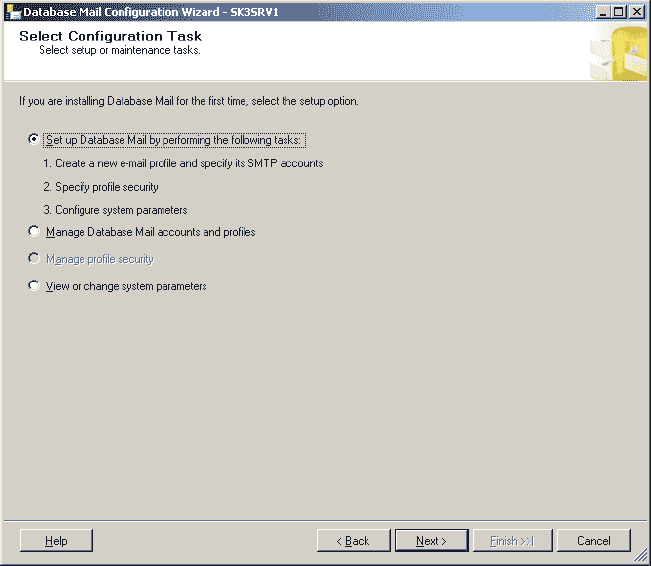 Database Mail Configuration Wizard - SK3SRV1
Select Configuration Task
Select setup or maintenance tasks.
If you are installing Database Mail for the first time, select the setup option.
Set up Database Mail by performing the following tasks:
1. Create a new e-mail profile and specify its SMTP accounts
2. Specify profile security
3. Configure system parameters
Manage Database Mail accounts and profiles
Manage profile security
View or change system parameters
Help
< Back
Next >
Finish >>|
Cancel